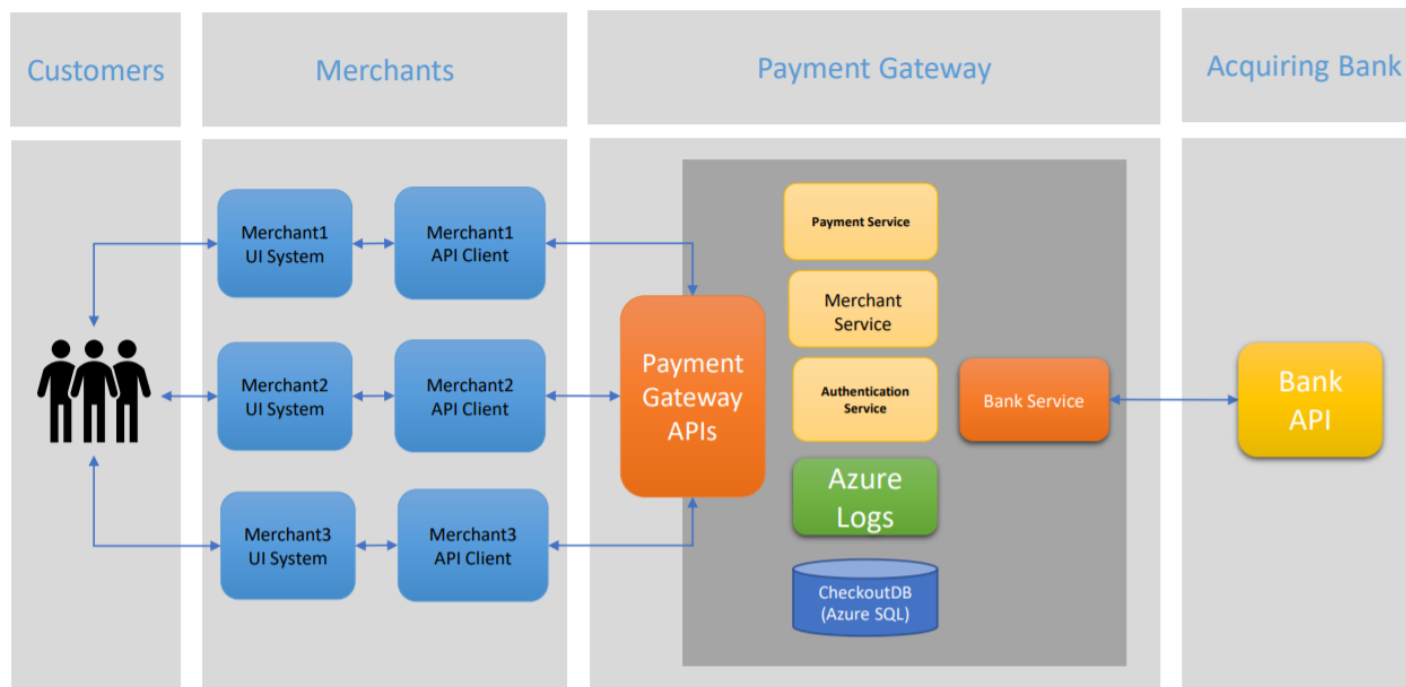 Customers
Merchants
Payment Gateway
Acquiring Bank
Merchant1
UI System
Merchant1
API Client
Merchant2
UI System
Merchant2
API Client
Merchant3
UI System
Merchant3
API Client
Payment
Gateway
APIs
Payment Service
Merchant
Service
Authentication
Service
Azure
Logs
CheckoutDB
(Azure SQL)
Bank Service
Bank
API